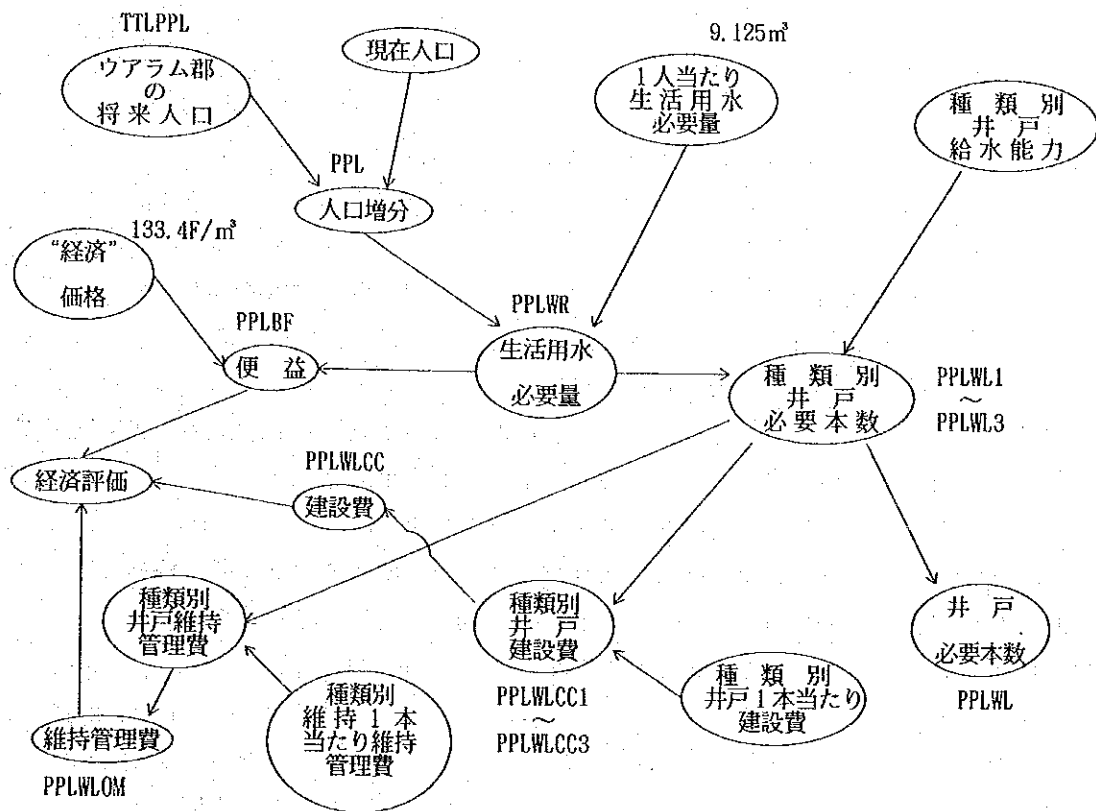 TTLPPL
ウアラム郡
の
将来人口
現在人口
9.125m³
1人当たり
生活用水
必要量
種類別
井戸
給水能力
PPL
人口増分
"経済"
価格
133.4F/m³
PPLBF
便益
PPLWR
生活用水
必要量
種類別
井戸
必要本数
PPLWL1
～
PPLWL3
経済評価
PPLWLCC
建設費
種類別
井戸維持
管理費
種類別
井戸
建設費
井戸
必要本数
PPLWL
種類別
井戸1本当たり
建設費
PPLWLCC1
～
PPLWLCC3
種類別
維持1本
当たり維持
管理費
維持管理費
PPLWLOM